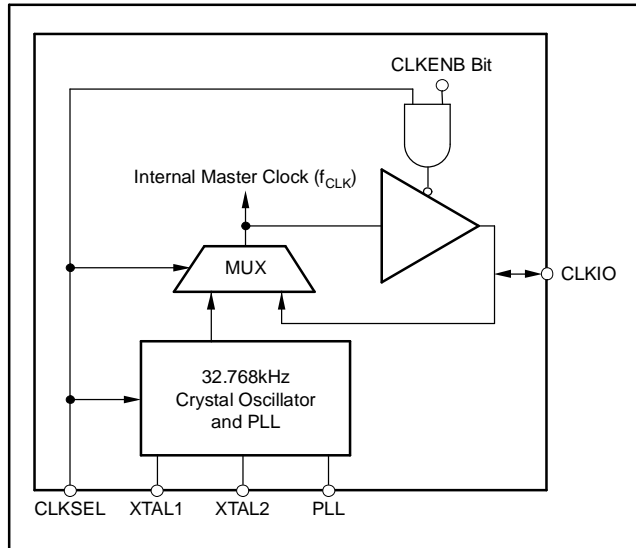 CLKENB Bit
Internal Master Clock (fCLK)
MUX
CLKIO
32.768kHz
Crystal Oscillator
and PLL
CLKSEL XTAL1 XTAL2 PLL